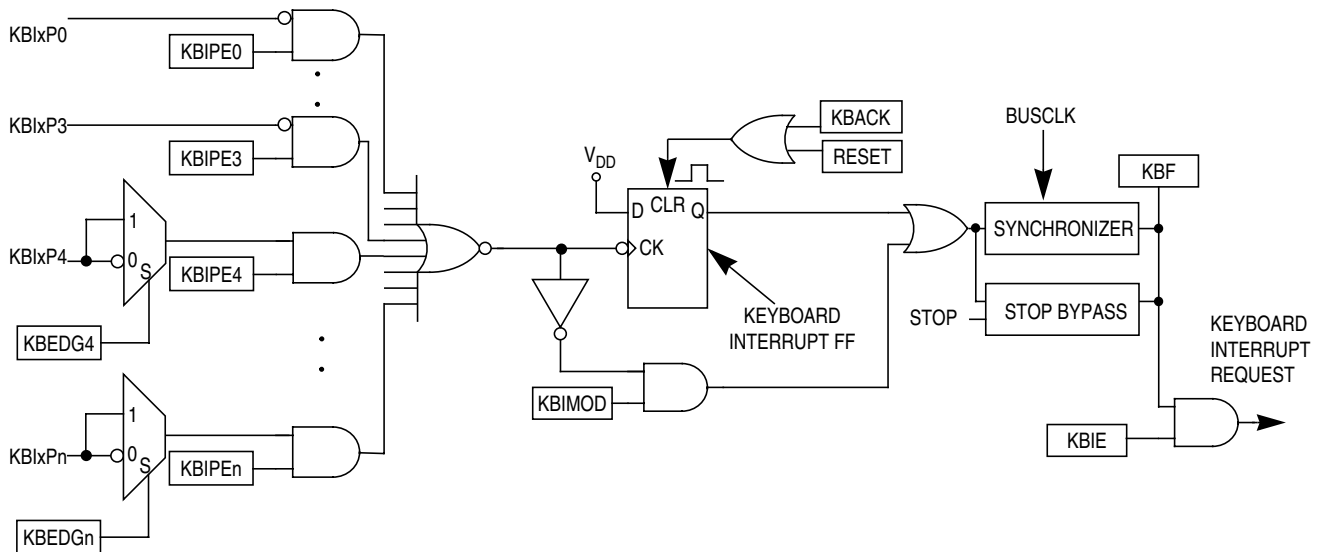 KBIxP0
KBIPE0
KBIxP3
KBIPE3
KBACK
RESET
BUSCLK
VDD
KBF
D CLR Q
CK
SYNCHRONIZER
1
KBIxP4
0
S
KBIPE4
KBEDG4
KEYBOARD
INTERRUPT FF
STOP
STOP BYPASS
KEYBOARD
INTERRUPT
REQUEST
KBIMOD
1
KBIxPn
0
S
KBIPEn
KBIE
KBEDGn